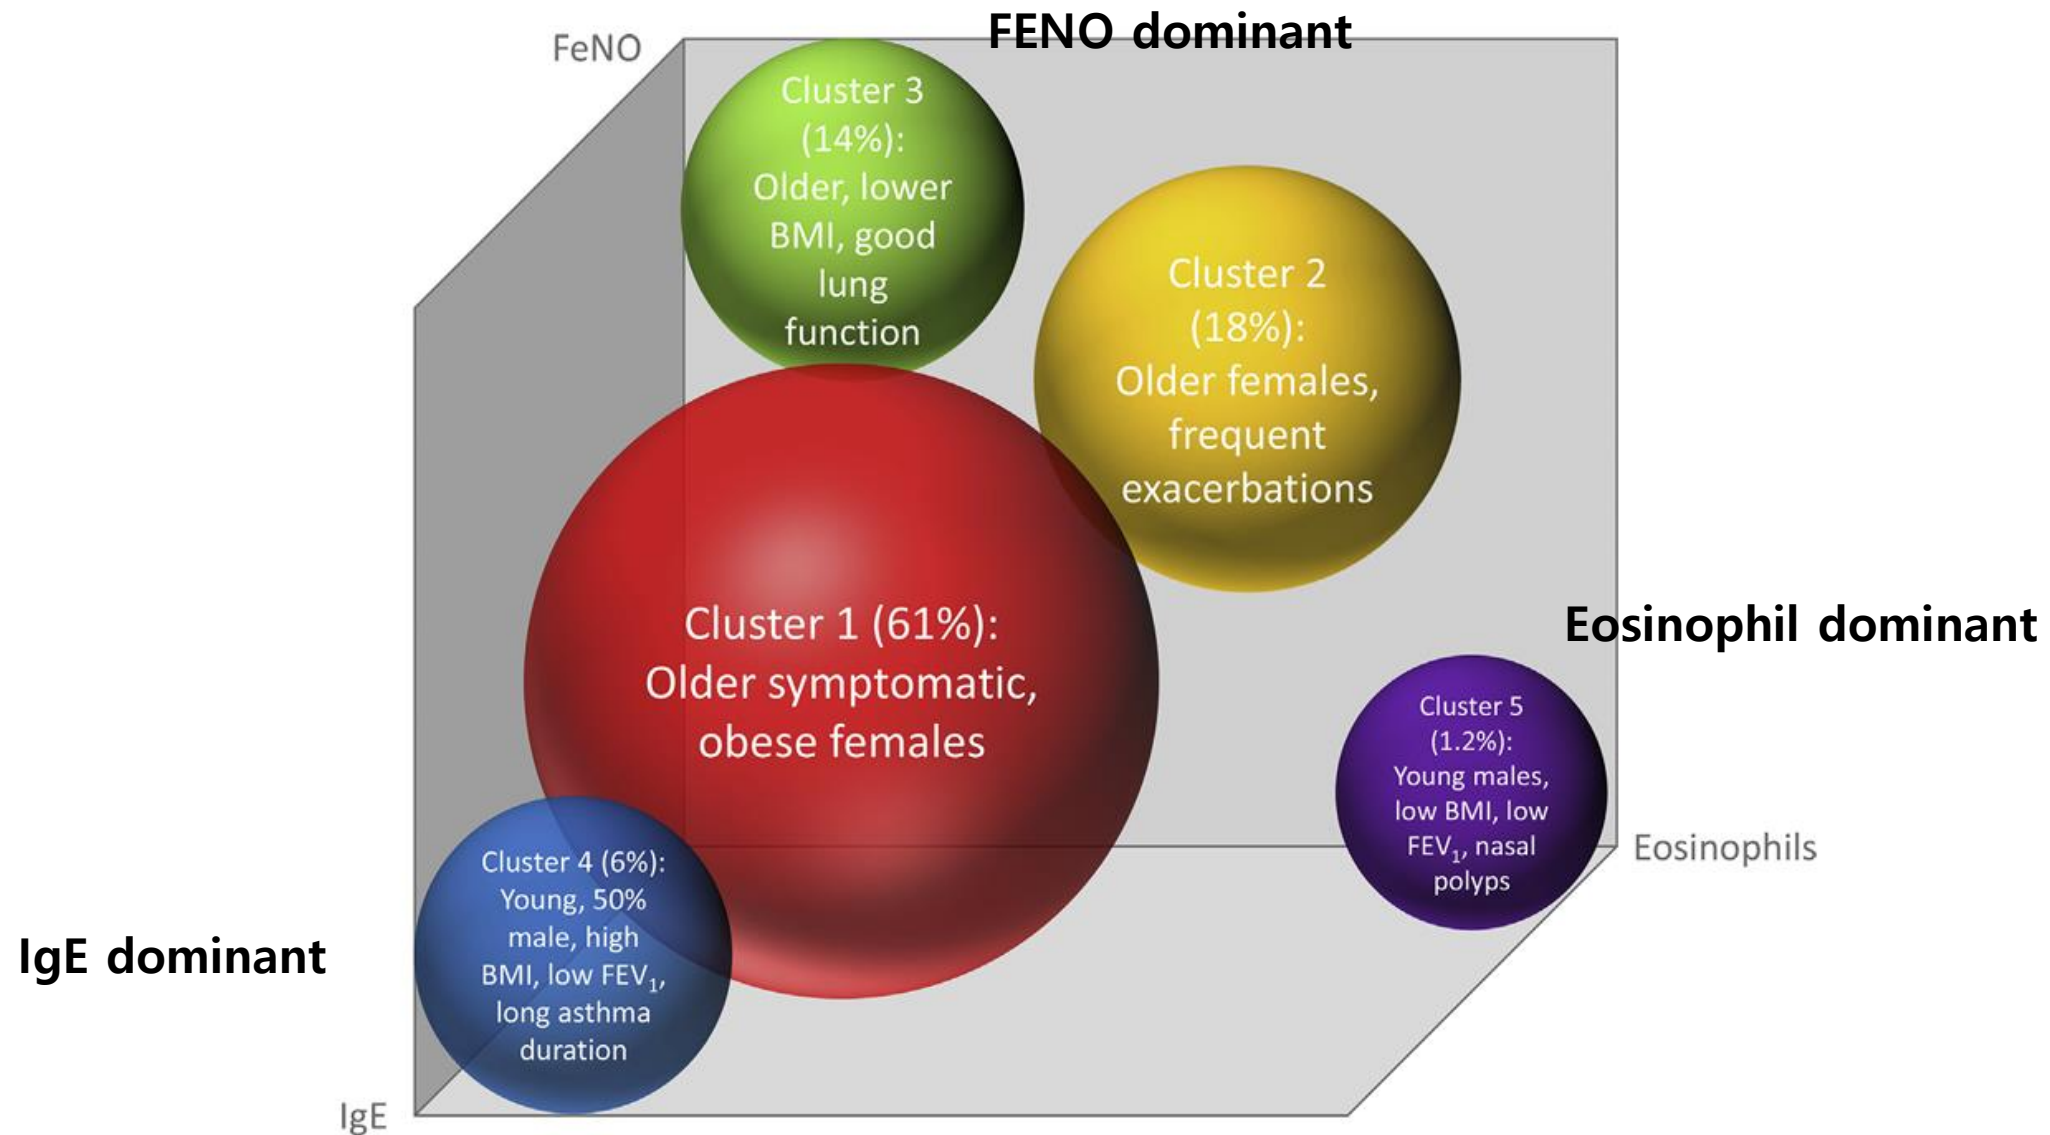 FENO dominant
FeNO
Cluster 3
(14%):
Older, lower
BMI, good
lung
function
Cluster 2
(18%):
Older females,
frequent
exacerbations
Cluster 1 (61%):
Older symptomatic,
obese females
Eosinophil dominant
Cluster 5
(1.2%):
Young males,
low BMI, low
FEV₁, nasal
polyps
Eosinophils
Cluster 4 (6%):
Young, 50%
male, high
BMI, low FEV₁,
long asthma
duration
IgE dominant
IgE